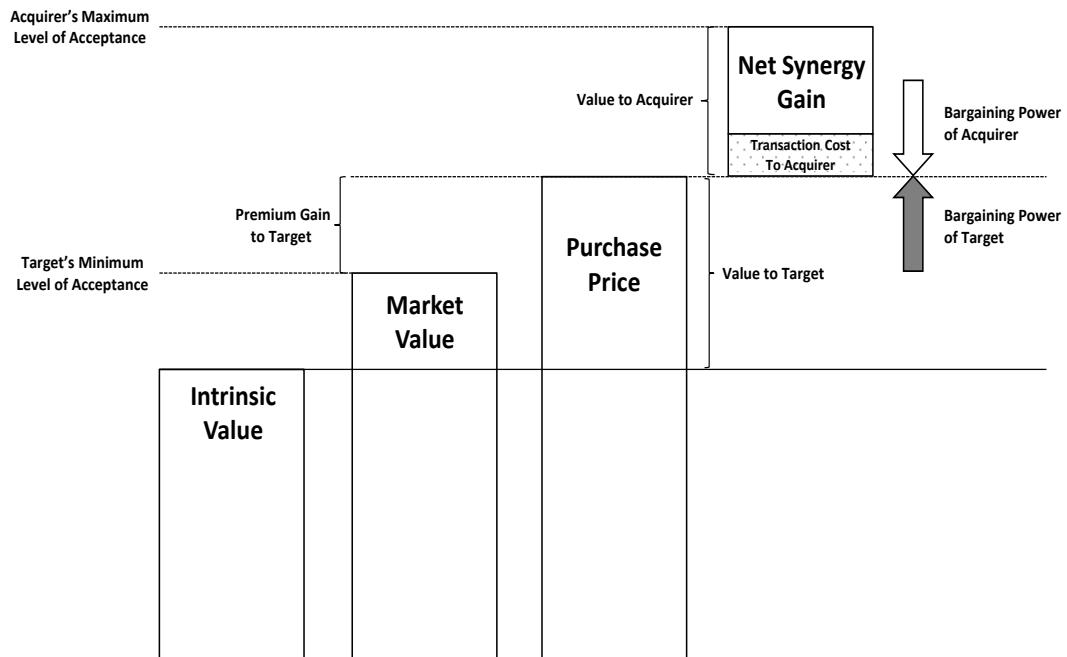 Acquirer's Maximum
Level of Acceptance
Net Synergy
Gain
Value to Acquirer
Bargaining Power
of Acquirer
Transaction Cost
To Acquirer
Premium Gain
to Target
Bargaining Power
of Target
Purchase
Price
Target's Minimum
Level of Acceptance
Value to Target
Market
Value
Intrinsic
Value